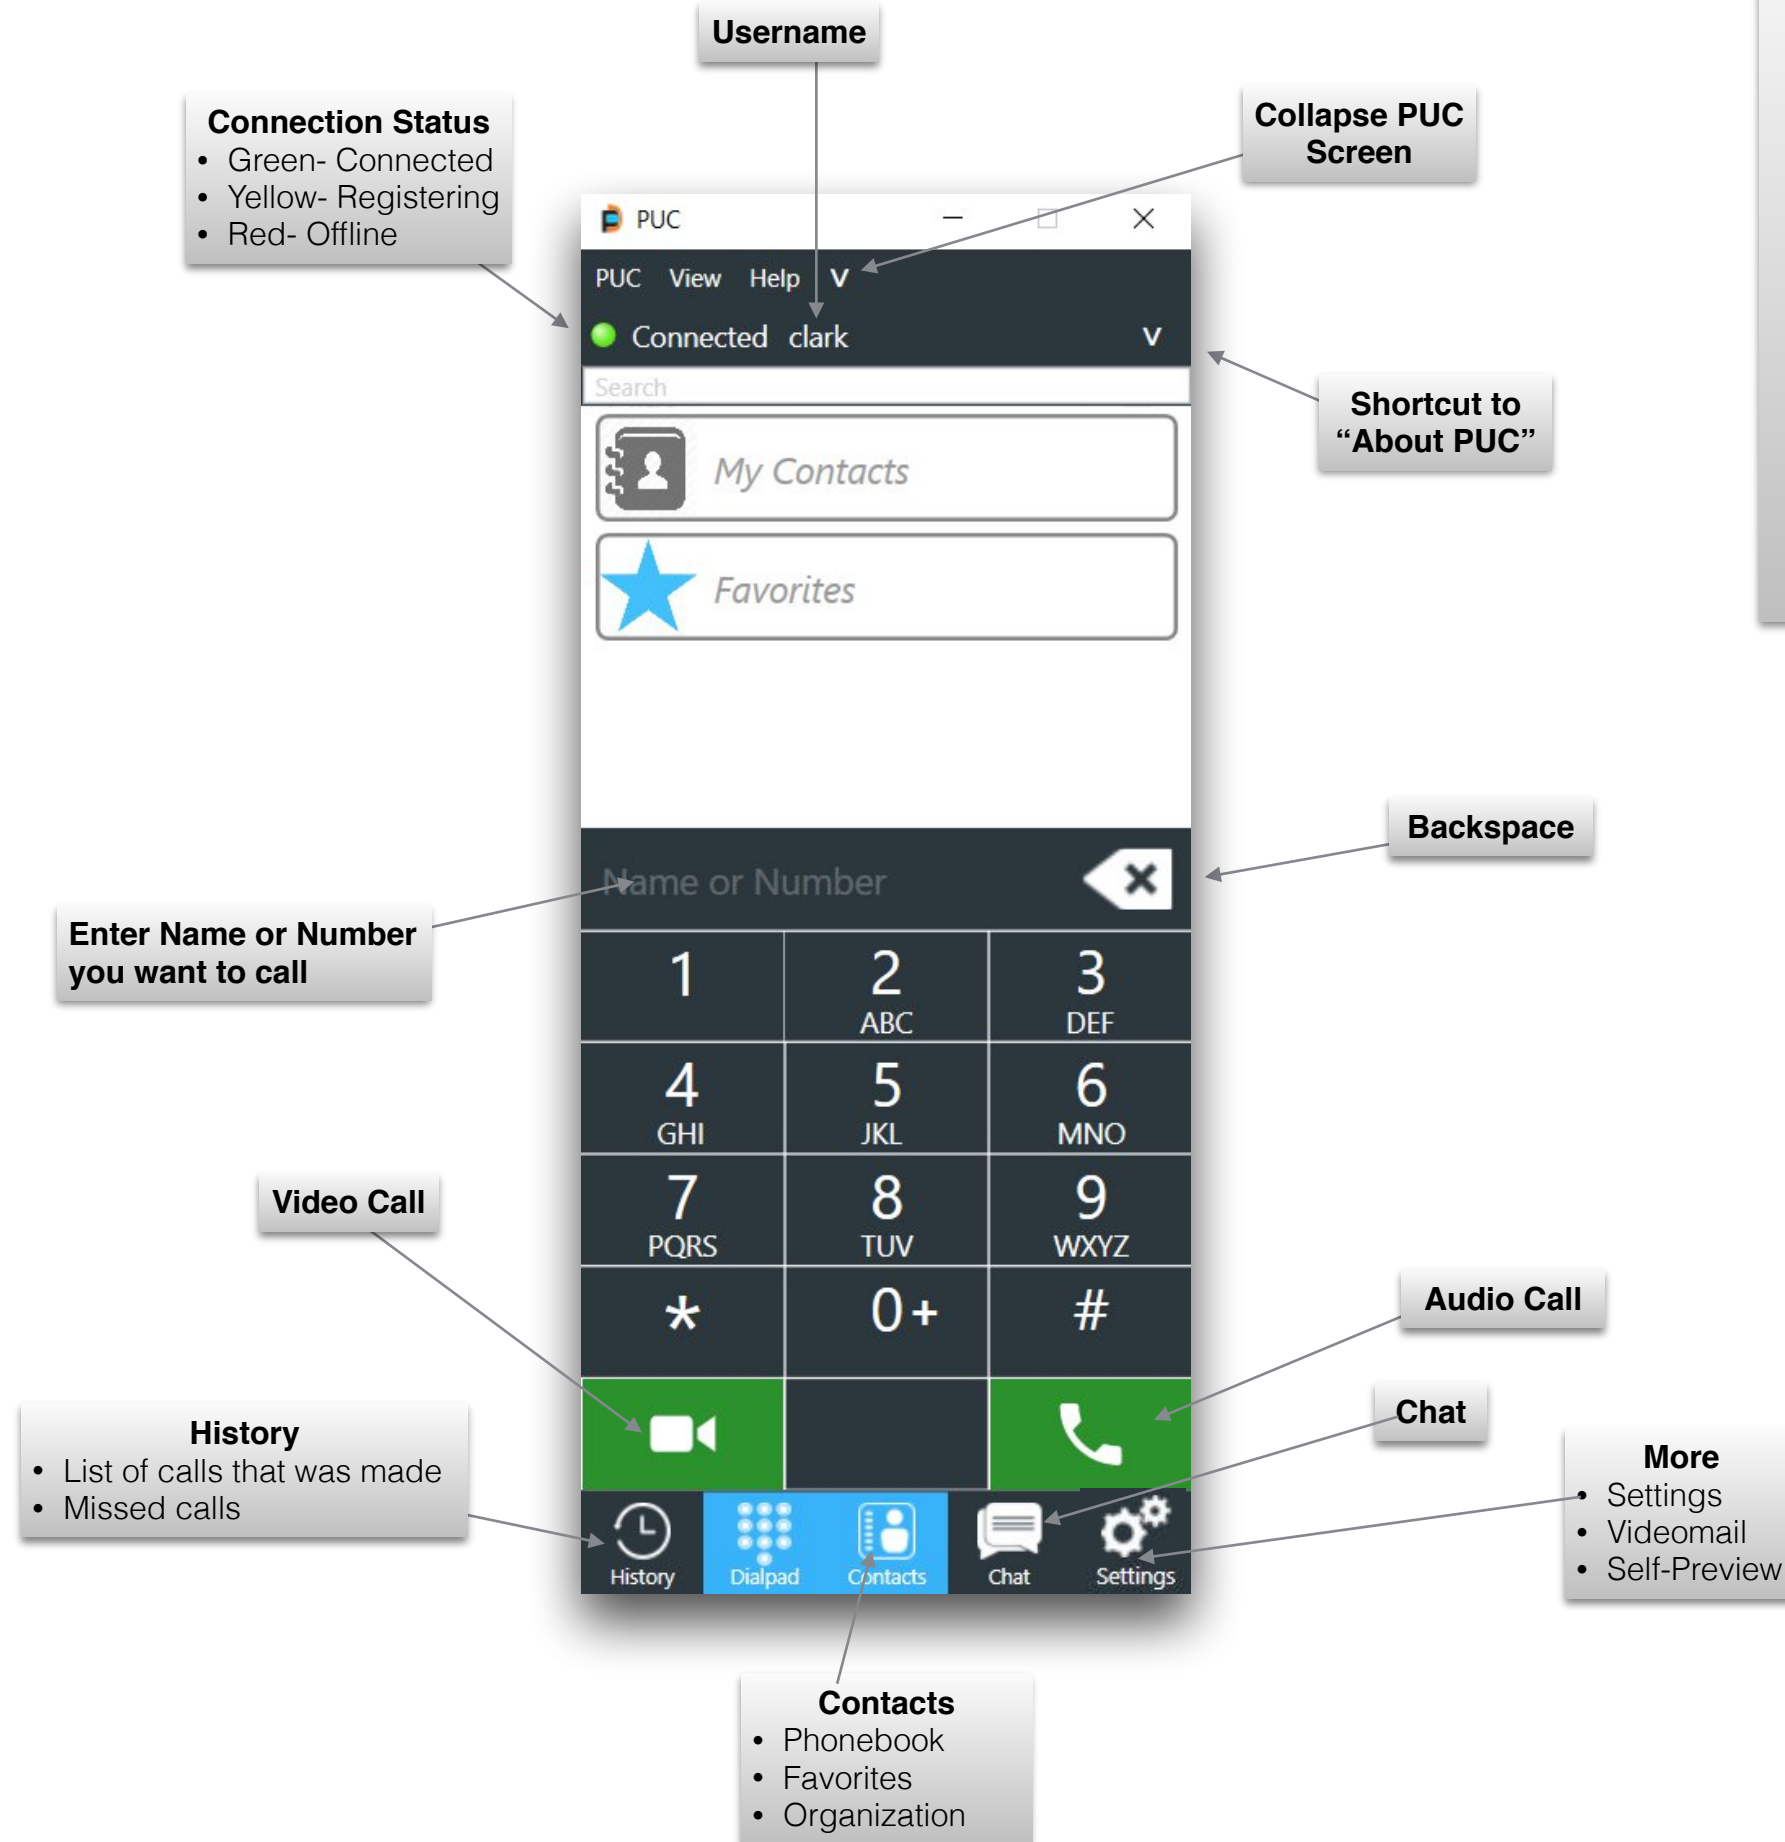 Username
Connection Status
• Green- Connected
• Yellow- Registering
• Red- Offline
Collapse PUC
Screen
PUC
PUC View Help V
Connected clark V
Search
Shortcut to
“About PUC”
My Contacts
Favorites
Backspace
Name or Number
Enter Name or Number
you want to call
1 2 3
ABC DEF
4 5 6
GHI JKL MNO
Video Call
7 8 9
PQRS TUV WXYZ
* 0+ #
Audio Call
Chat
History
• List of calls that was made
• Missed calls
More
• Settings
• Videomail
• Self-Preview
History Dialpad Contacts Chat Settings
Contacts
• Phonebook
• Favorites
• Organization